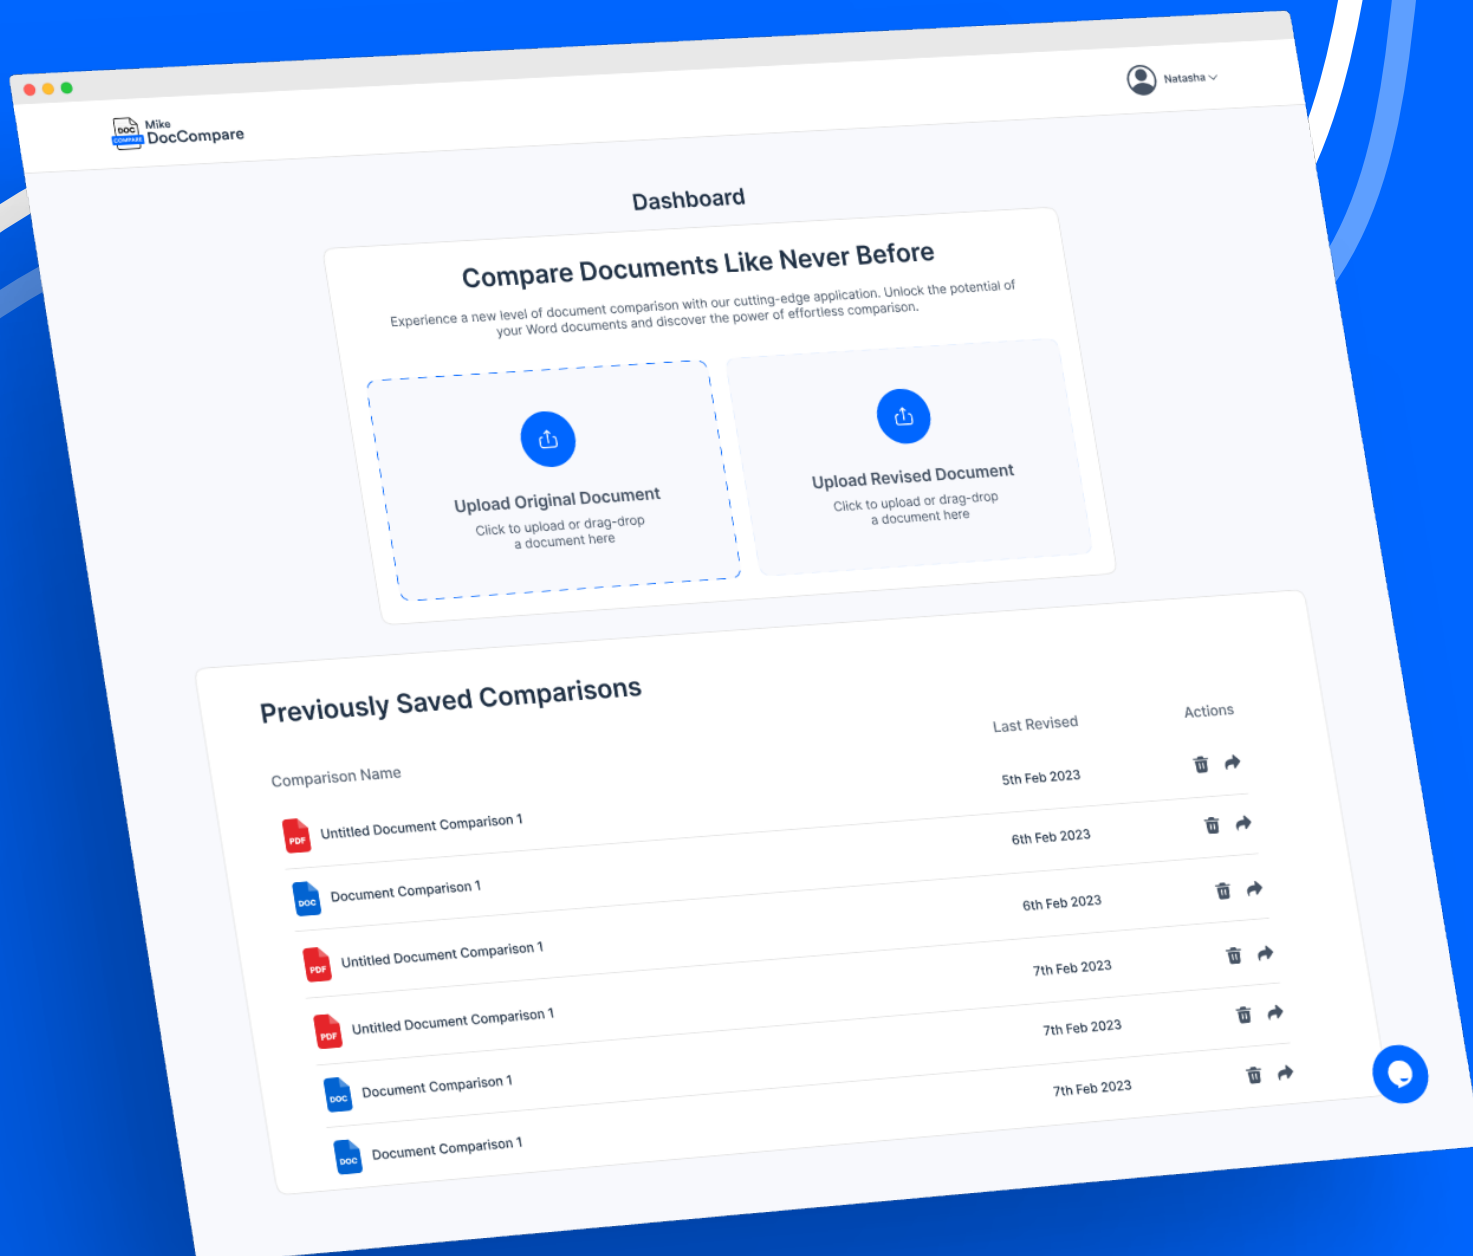 Natasha
DOC
COMPARE
Mike
DocCompare
Dashboard
Compare Documents Like Never Before
Experience a new level of document comparison with our cutting-edge application. Unlock the potential of
your Word documents and discover the power of effortless comparison.
Upload Original Document
Click to upload or drag-drop
a document here
Upload Revised Document
Click to upload or drag-drop
a document here
Previously Saved Comparisons
Comparison Name Last Revised Actions
PDF Untitled Document Comparison 1 5th Feb 2023
DOC Document Comparison 1 6th Feb 2023
PDF Untitled Document Comparison 1 6th Feb 2023
PDF Untitled Document Comparison 1 7th Feb 2023
DOC Document Comparison 1 7th Feb 2023
DOC Document Comparison 1 7th Feb 2023